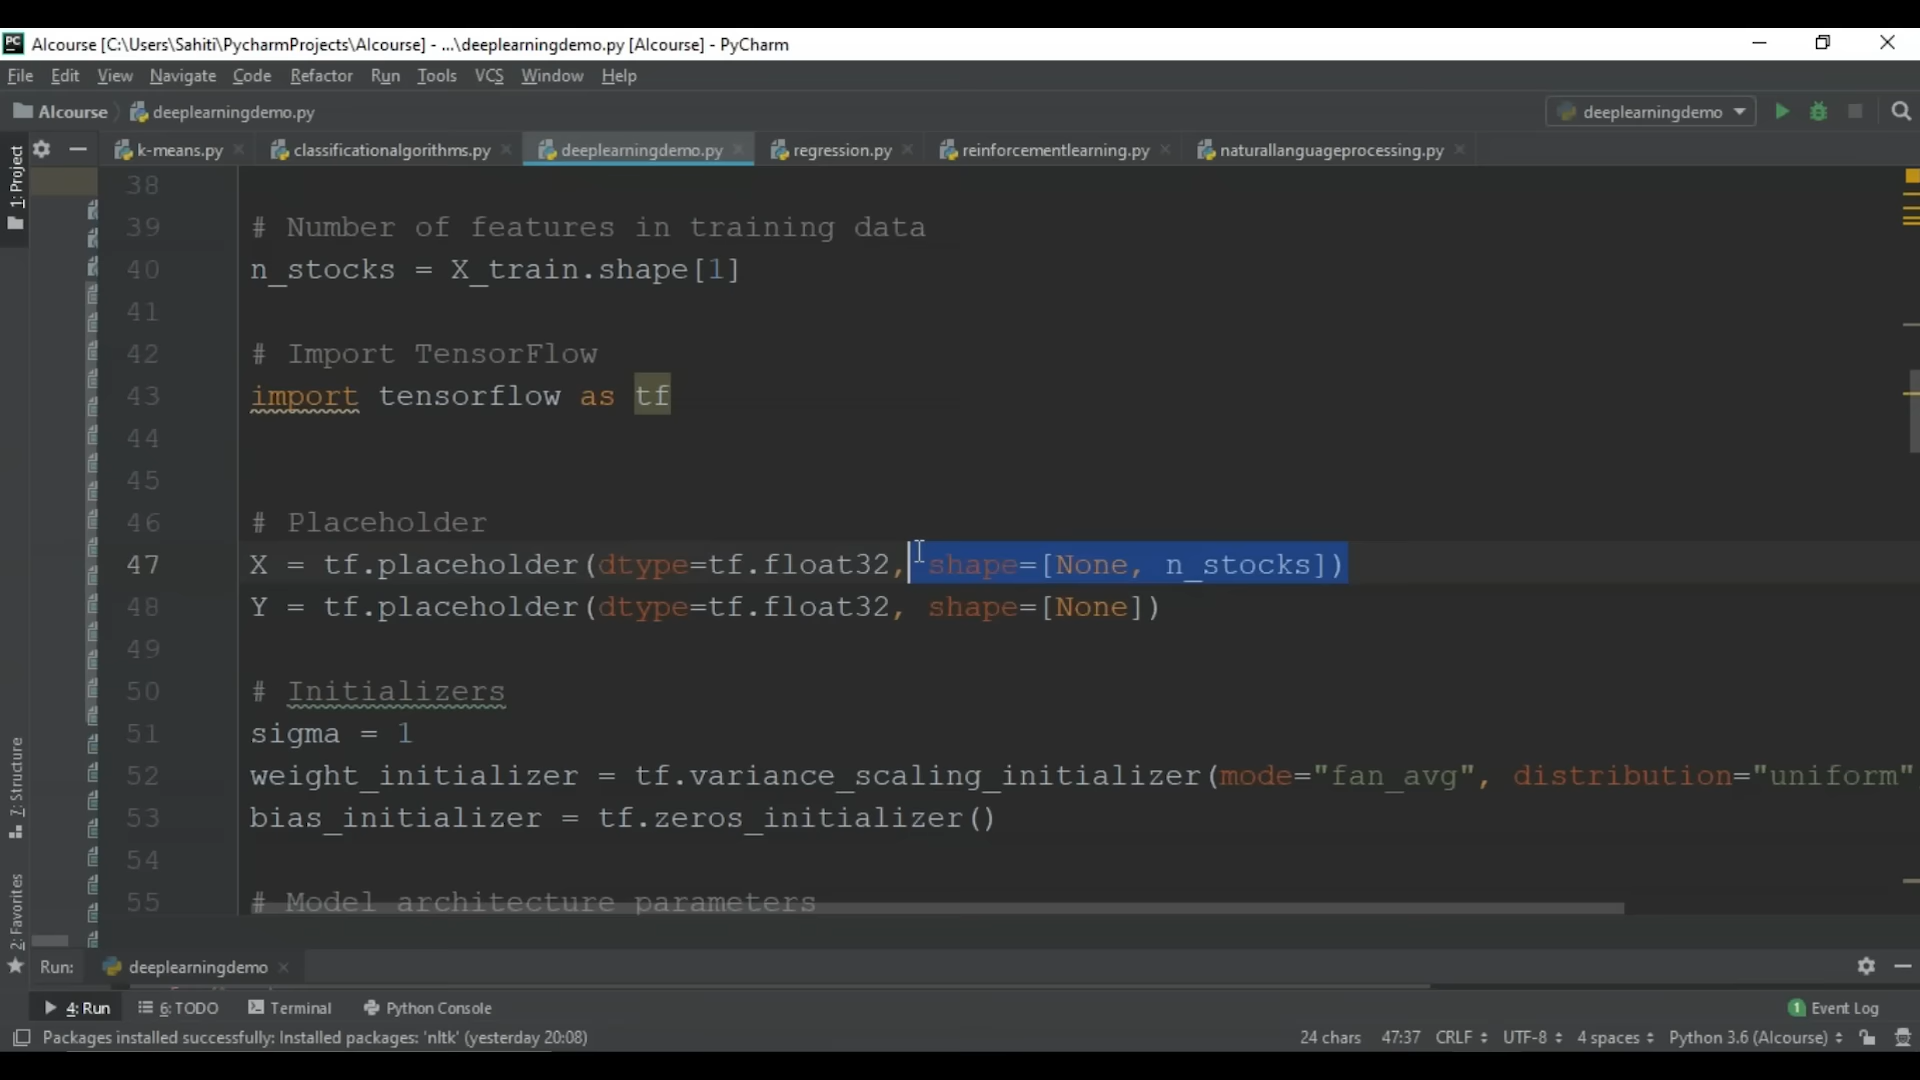 PC Alcourse [C:\Users\Sahiti\PycharmProjects\Alcourse] - ...\deeplearningdemo.py [Alcourse] - PyCharm
File Edit View Navigate Code Refactor Run Tools VCS Window Help
Alcourse deeplearningdemo.py deeplearningdemo
1: Project
k-means.py classificationalgorithms.py deeplearningdemo.py regression.py reinforcementlearning.py naturallanguageprocessing.py
38
39 # Number of features in training data
40 n_stocks = X_train.shape[1]
41
42 # Import TensorFlow
43 import tensorflow as tf
44
45
46 # Placeholder
47 X = tf.placeholder(dtype=tf.float32, shape=[None, n_stocks])
48 Y = tf.placeholder(dtype=tf.float32, shape=[None])
49
50 # Initializers
51 sigma = 1
52 weight_initializer = tf.variance_scaling_initializer(mode="fan_avg", distribution="uniform"
53 bias_initializer = tf.zeros_initializer()
54
55 # Model architecture parameters
7: Structure
2: Favorites
Run: deeplearningdemo
4: Run 6: TODO Terminal Python Console 1 Event Log
Packages installed successfully: Installed packages: 'nltk' (yesterday 20:08) 24 chars 47:37 CRLF UTF-8 4 spaces Python 3.6 (Alcourse)